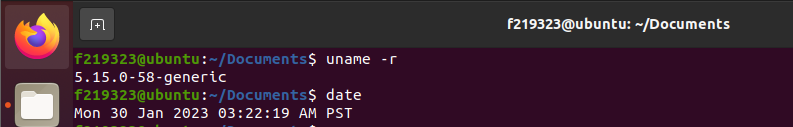 f219323@ubuntu: ~/Documents
f219323@ubuntu:~/Documents$ uname -r
5.15.0-58-generic
f219323@ubuntu:~/Documents$ date
Mon 30 Jan 2023 03:22:19 AM PST